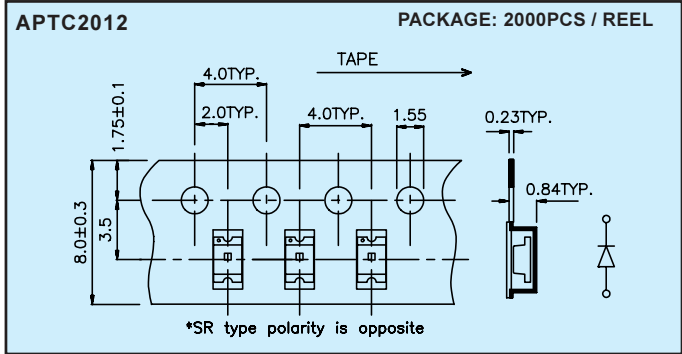 APTC2012
PACKAGE: 2000PCS / REEL
TAPE
4.0TYP.
2.0TYP.
4.0TYP.
1.55
0.23TYP.
1.75±0.1
0.84TYP.
8.0±0.3
3.5
*SR type polarity is opposite